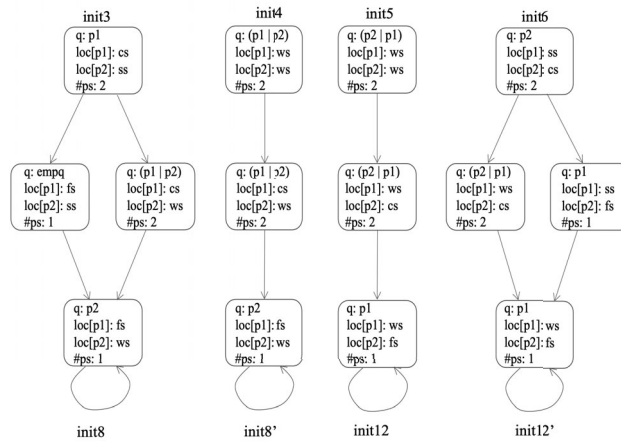 init3
init4
init5
init6
q: p1
loc[p1]: cs
loc[p2]: ss
#ps: 2
q: (p1 | p2)
loc[p1]: ws
loc[p2]: ws
#ps: 2
q: (p2 | p1)
loc[p1]: ws
loc[p2]: ws
#ps: 2
q: p2
loc[p1]: ss
loc[p2]: cs
#ps: 2
q: empq
loc[p1]: fs
loc[p2]: ss
#ps: 1
q: (p1 | p2)
loc[p1]: cs
loc[p2]: ws
#ps: 2
q: (p1 | p2)
loc[p1]: cs
loc[p2]: ws
#ps: 2
q: (p2 | p1)
loc[p1]: ws
loc[p2]: cs
#ps: 2
q: (p2 | p1)
loc[p1]: ws
loc[p2]: cs
#ps: 2
q: p1
loc[p1]: ss
loc[p2]: fs
#ps: 1
q: p2
loc[p1]: fs
loc[p2]: ws
#ps: 1
q: p2
loc[p1]: fs
loc[p2]: ws
#ps: 1
q: p1
loc[p1]: ws
loc[p2]: fs
#ps: 1
q: p1
loc[p1]: ws
loc[p2]: fs
#ps: 1
init8
init8’
init12
init12’